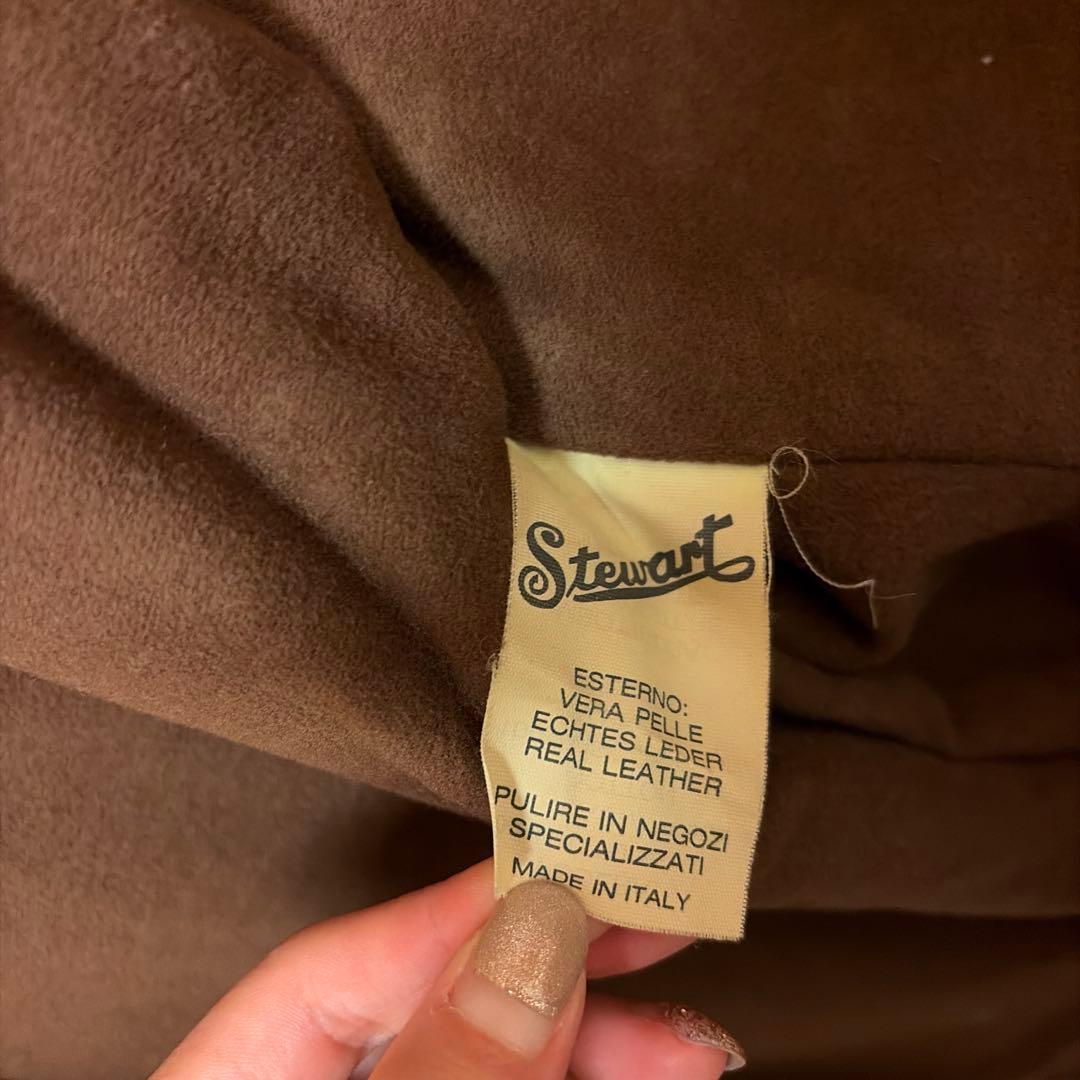 Stewart
ESTERNO:
VERA PELLE
ECHTES LEDER
REAL LEATHER
PULIRE IN NEGOZI
SPECIALIZZATI
MADE IN ITALY